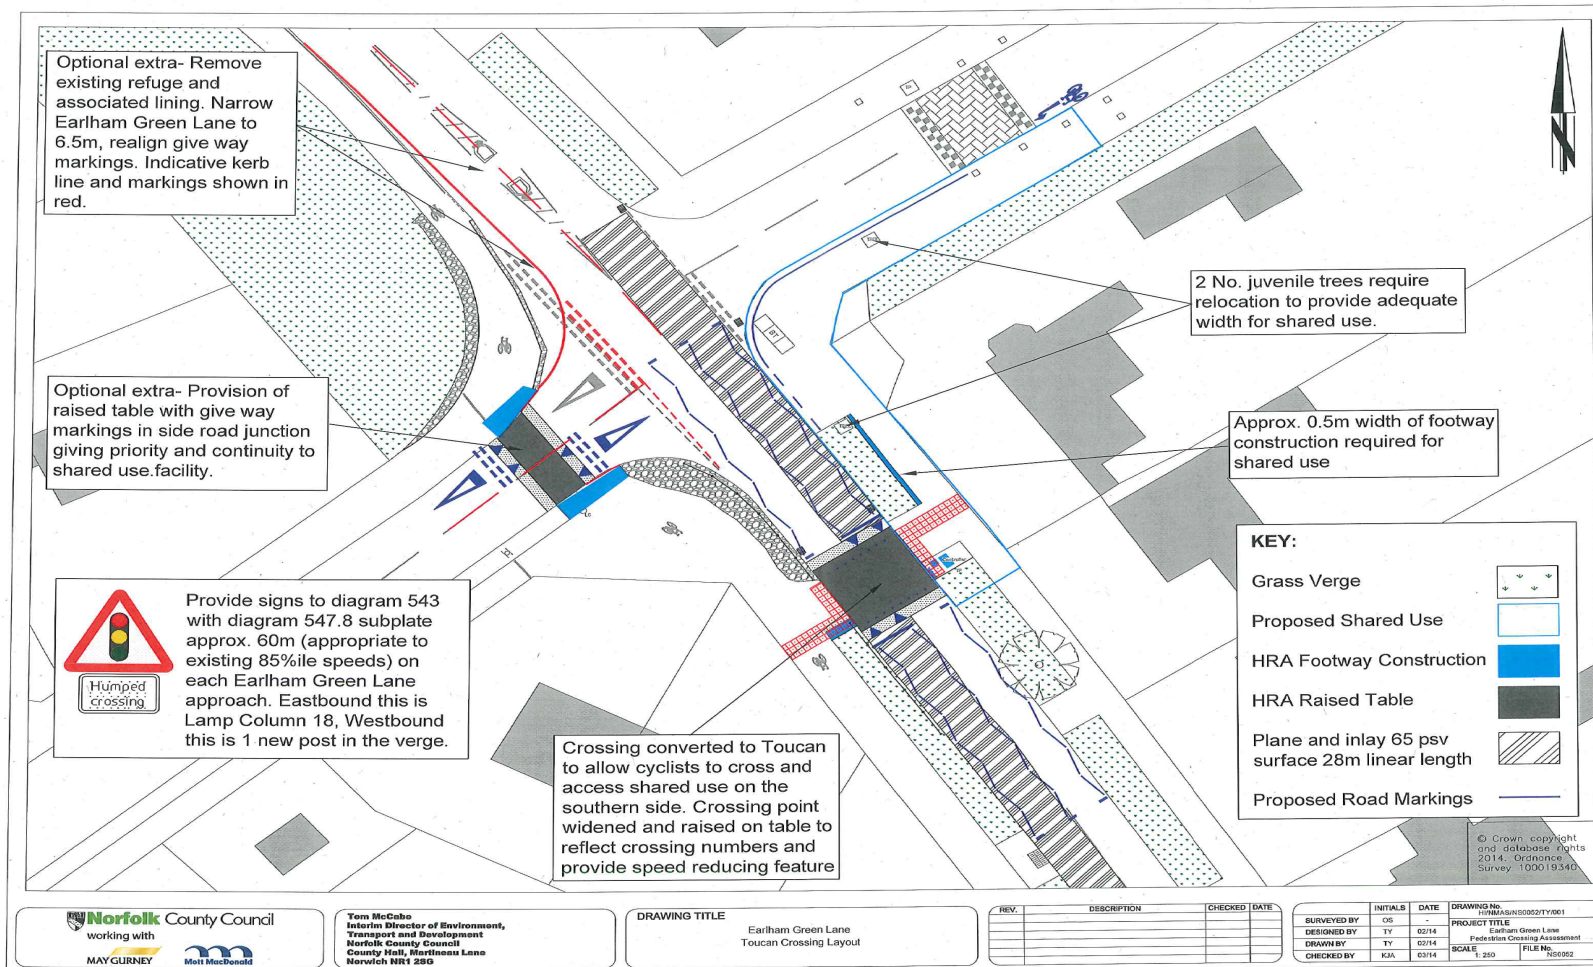 Optional extra- Remove
existing refuge and
associated lining. Narrow
Earlham Green Lane to
6.5m, realign give way
markings. Indicative kerb
line and markings shown in
red.
N
2 No. juvenile trees require
relocation to provide adequate
width for shared use.
BT
Optional extra- Provision of
raised table with give way
markings in side road junction
giving priority and continuity to
shared use.facility.
Approx. 0.5m width of footway
construction required for
shared use
Humped
crossing
Provide signs to diagram 543
with diagram 547.8 subplate
approx. 60m (appropriate to
existing 85%ile speeds) on
each Earlham Green Lane
approach. Eastbound this is
Lamp Column 18, Westbound
this is 1 new post in the verge.
Crossing converted to Toucan
to allow cyclists to cross and
access shared use on the
southern side. Crossing point
widened and raised on table to
reflect crossing numbers and
provide speed reducing feature
KEY:
Grass Verge
Proposed Shared Use
HRA Footway Construction
HRA Raised Table
Plane and inlay 65 psv
surface 28m linear length
Proposed Road Markings
© Crown copyright
and database rights
2014. Ordnance
Survey 100019340
Norfolk County Council
working with
MAY GURNEY
Mott MacDonald
Tom McCabe
Interim Director of Environment,
Transport and Development
Norfolk County Council
County Hall, Martineau Lane
Norwich NR1 2SG
DRAWING TITLE
Earlham Green Lane
Toucan Crossing Layout
REV. DESCRIPTION CHECKED DATE
INITIALS DATE
SURVEYED BY OS -
DESIGNED BY TY 02/14
DRAWN BY TY 02/14
CHECKED BY KJA 03/14
DRAWING No.
HI/NMAS/NS0052/TY/001
PROJECT TITLE
Earlham Green Lane
Pedestrian Crossing Assessment
SCALE
1: 250
FILE No.
NS0052